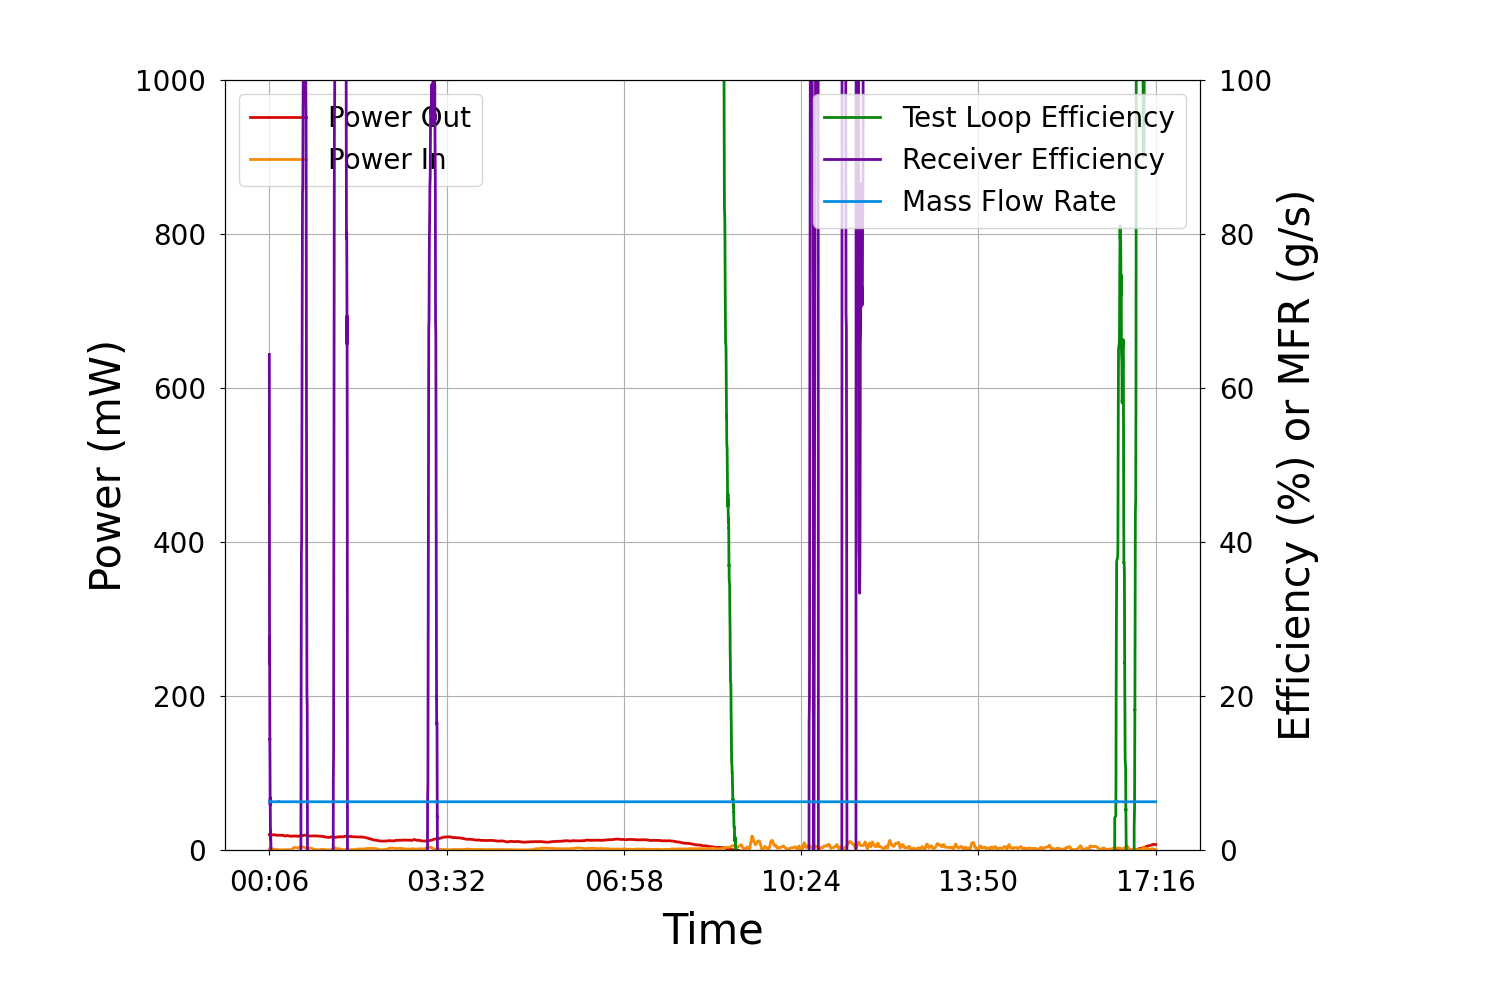 1000
800
600
400
200
0
Power (mW)
Power Out
Power In
Test Loop Efficiency
Receiver Efficiency
Mass Flow Rate
100
80
60
40
20
0
Efficiency (%) or MFR (g/s)
00:06 03:32 06:58 10:24 13:50 17:16
Time